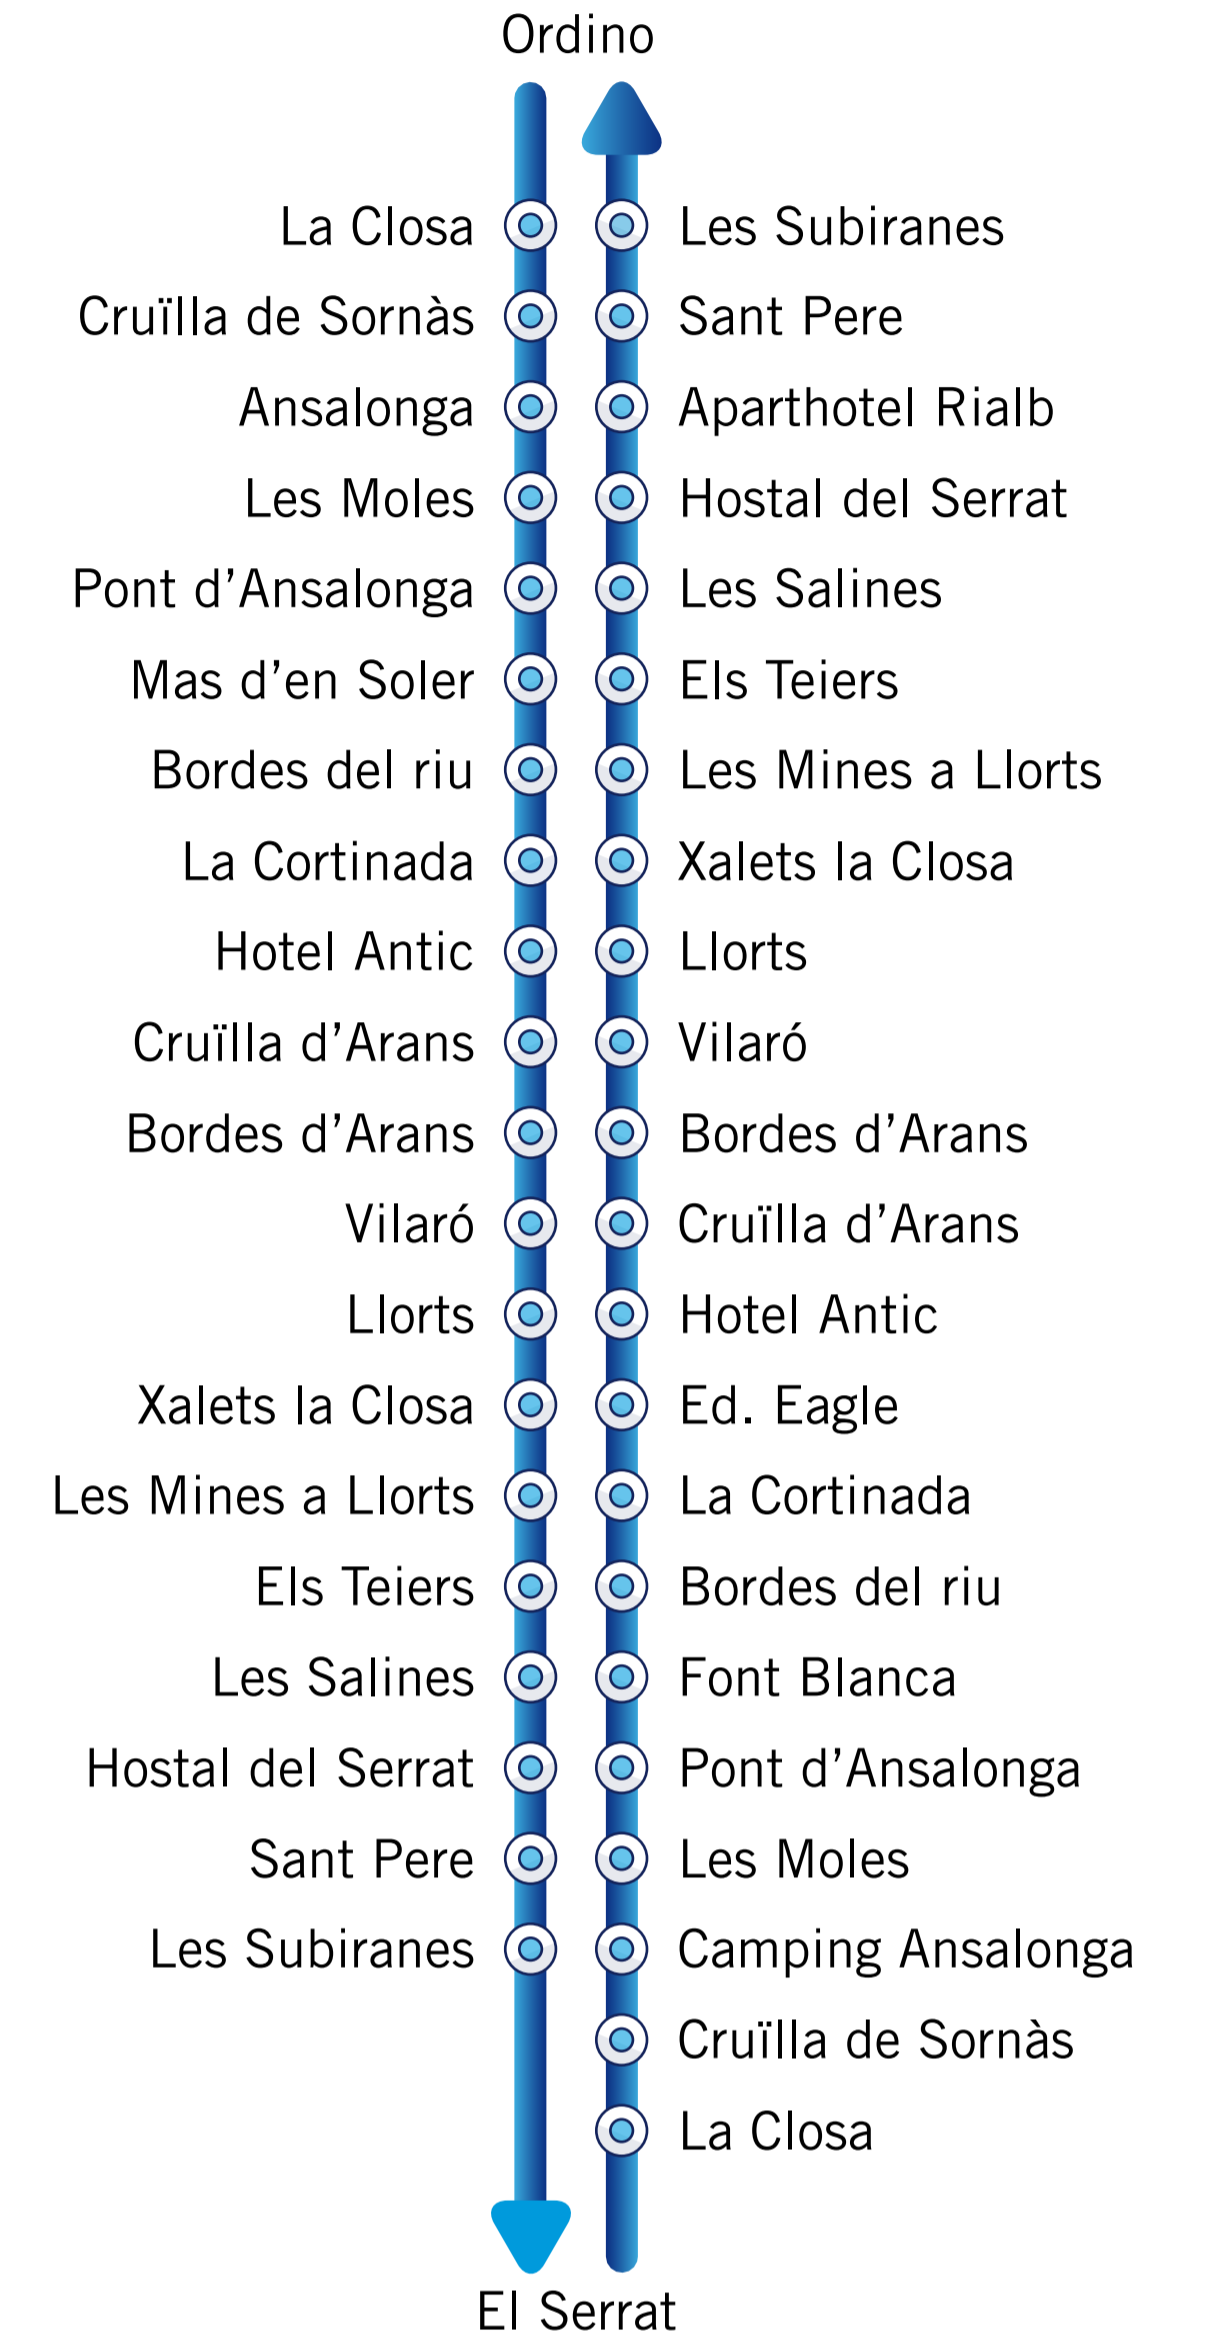 Ordino
La Closa
Cruïlla de Sornàs
Ansalonga
Les Moles
Pont d’Ansalonga
Mas d’en Soler
Bordes del riu
La Cortinada
Hotel Antic
Cruïlla d’Arans
Bordes d’Arans
Vilaró
Llorts
Xalets la Closa
Les Mines a Llorts
Els Teiers
Les Salines
Hostal del Serrat
Sant Pere
Les Subiranes
Les Subiranes
Sant Pere
Aparthotel Rialb
Hostal del Serrat
Les Salines
Els Teiers
Les Mines a Llorts
Xalets la Closa
Llorts
Vilaró
Bordes d’Arans
Cruïlla d’Arans
Hotel Antic
Ed. Eagle
La Cortinada
Bordes del riu
Font Blanca
Pont d’Ansalonga
Les Moles
Camping Ansalonga
Cruïlla de Sornàs
La Closa
El Serrat